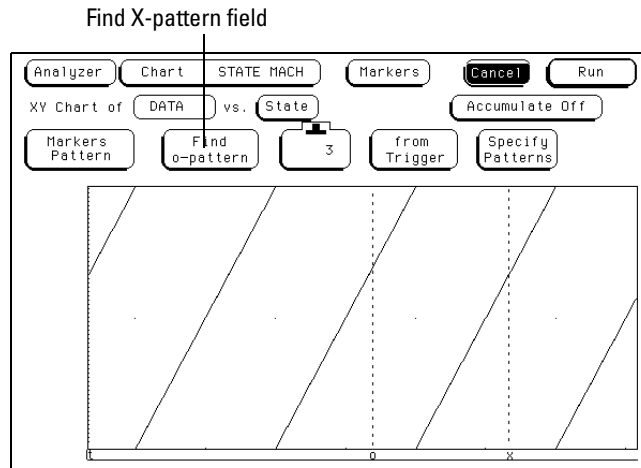 Find X-pattern field
Analyzer Chart STATE MACH Markers Cancel Run
XY Chart of DATA vs. State Accumulate Off
Markers Pattern Find o-pattern 3 from Trigger Specify Patterns
t O X